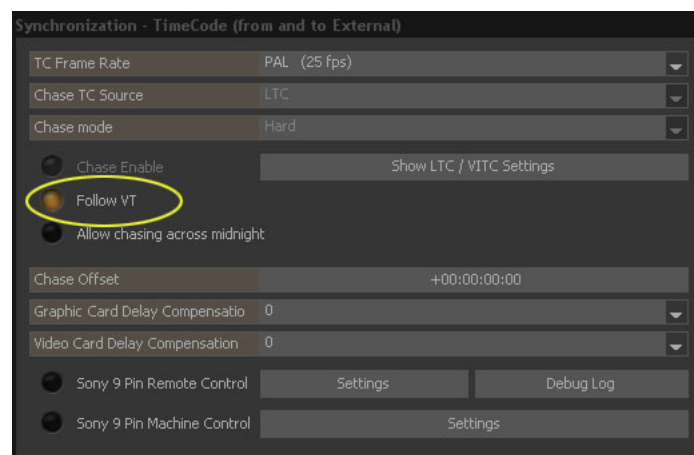 Synchronization - TimeCode (from and to External)
TC Frame Rate PAL (25 fps)
Chase TC Source LTC
Chase mode Hard
Chase Enable Show LTC / VITC Settings
Follow VT
Allow chasing across midnight
Chase Offset +00:00:00:00
Graphic Card Delay Compensatio 0
Video Card Delay Compensation 0
Sony 9 Pin Remote Control Settings Debug Log
Sony 9 Pin Machine Control Settings